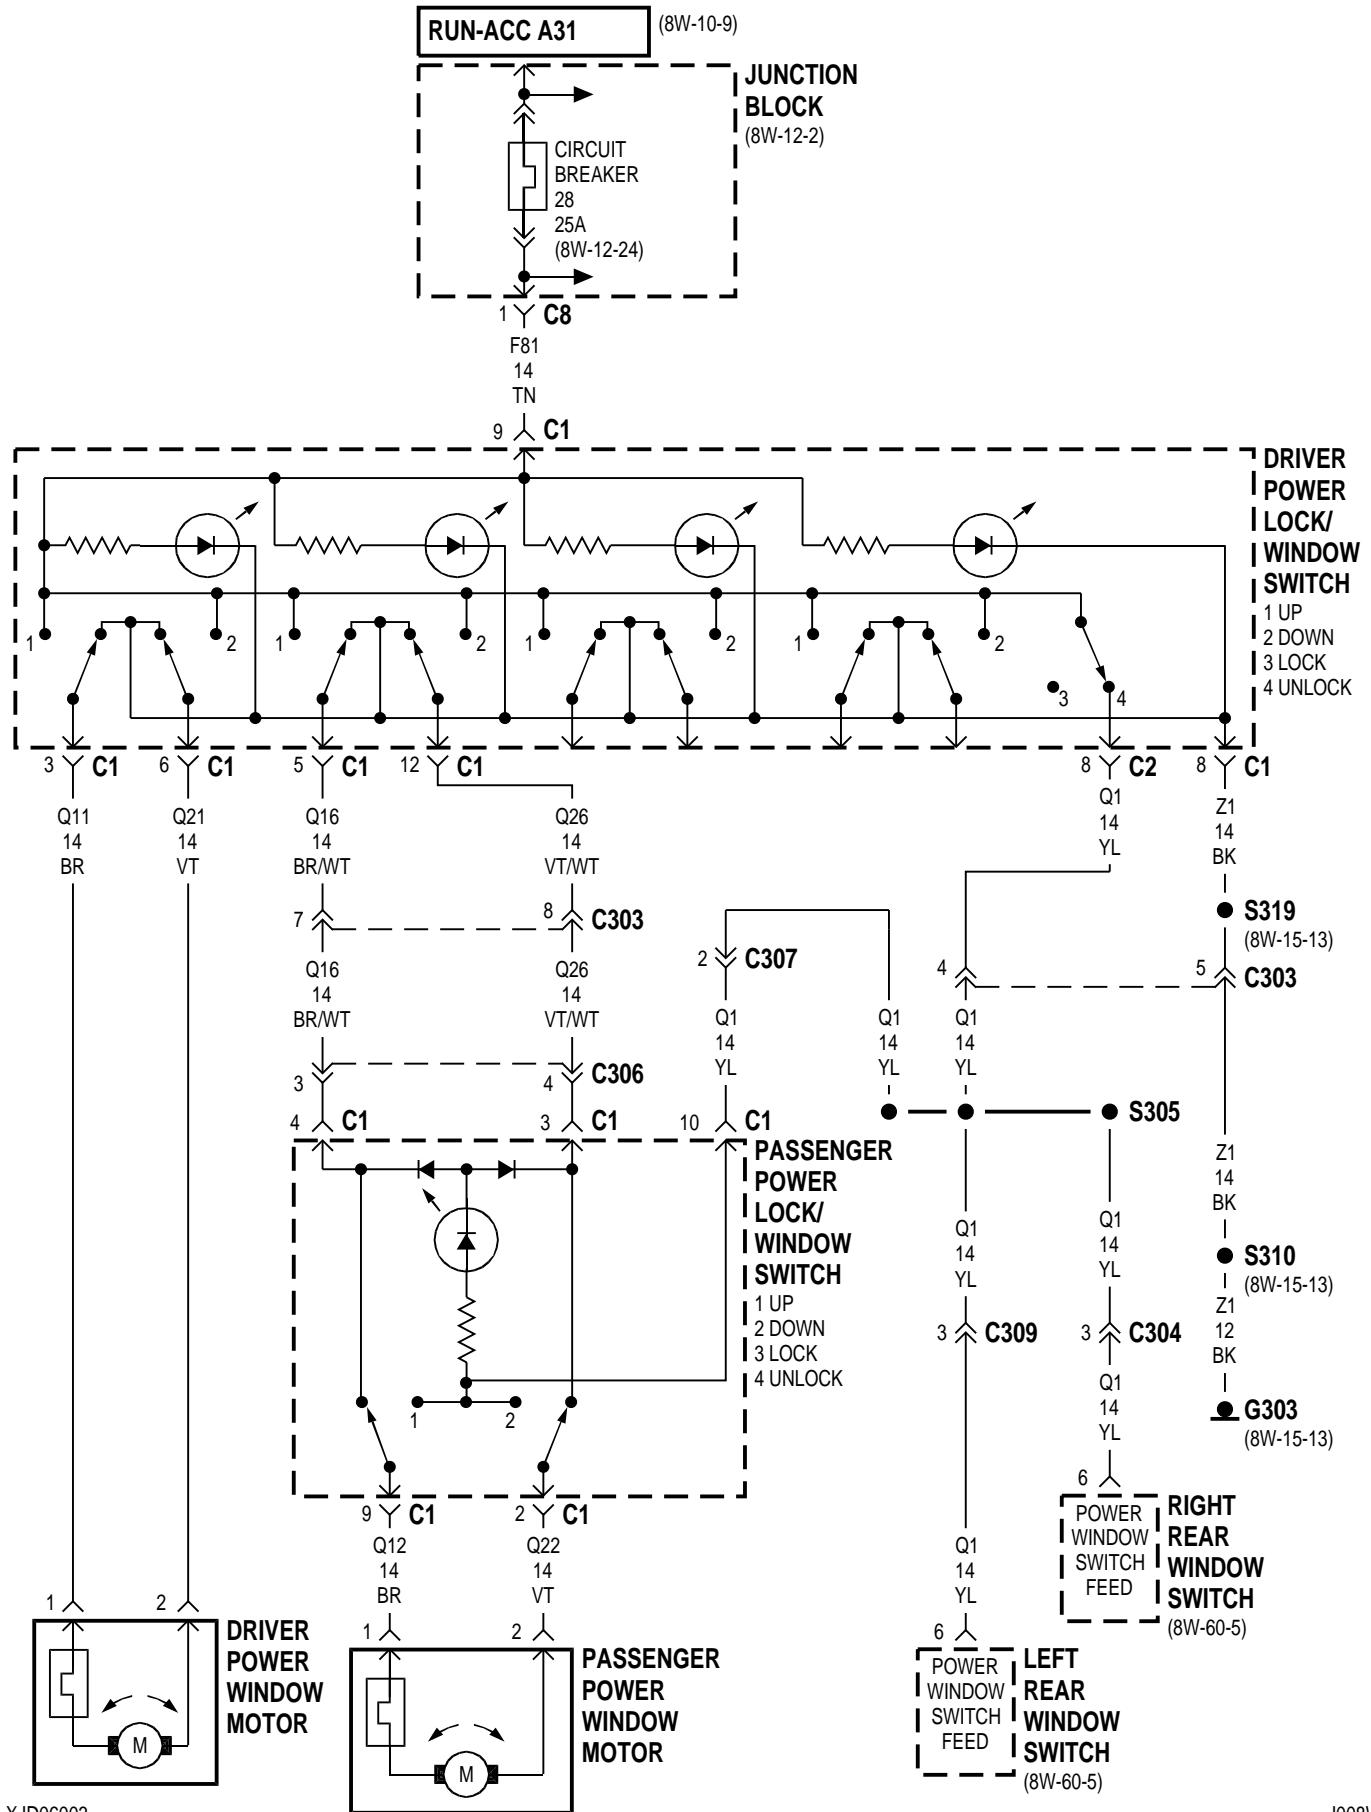 RUN-ACC A31
(8W-10-9)
JUNCTION
BLOCK
(8W-12-2)
CIRCUIT
BREAKER
28
25A
(8W-12-24)
1 C8
F81
14
TN
9 C1
DRIVER
POWER
LOCK/
WINDOW
SWITCH
1 UP
2 DOWN
3 LOCK
4 UNLOCK
1 2 1 2 1 2 1 2
3 4
3 C1 6 C1 5 C1 12 C1 8 C2 8 C1
Q11
14
BR
Q21
14
VT
Q16
14
BR/WT
Q26
14
VT/WT
Q1
14
YL
Z1
14
BK
7 8 C303
S319
(8W-15-13)
2 C307
4 5 C303
Q16
14
BR/WT
Q26
14
VT/WT
Q1
14
YL
Q1
14
YL
Q1
14
YL
3 4 C306
4 C1 3 C1 10 C1
S305
PASSENGER
POWER
LOCK/
WINDOW
SWITCH
1 UP
2 DOWN
3 LOCK
4 UNLOCK
1 2
Z1
14
BK
Q1
14
YL
Q1
14
YL
S310
(8W-15-13)
Z1
12
BK
3 C309 3 C304
Q1
14
YL
G303
(8W-15-13)
6
POWER
WINDOW
SWITCH
FEED
RIGHT
REAR
WINDOW
SWITCH
(8W-60-5)
9 C1 2 C1
Q12
14
BR
Q22
14
VT
Q1
14
YL
1 2
DRIVER
POWER
WINDOW
MOTOR
M
1 2
PASSENGER
POWER
WINDOW
MOTOR
M
6
POWER
WINDOW
SWITCH
FEED
LEFT
REAR
WINDOW
SWITCH
(8W-60-5)